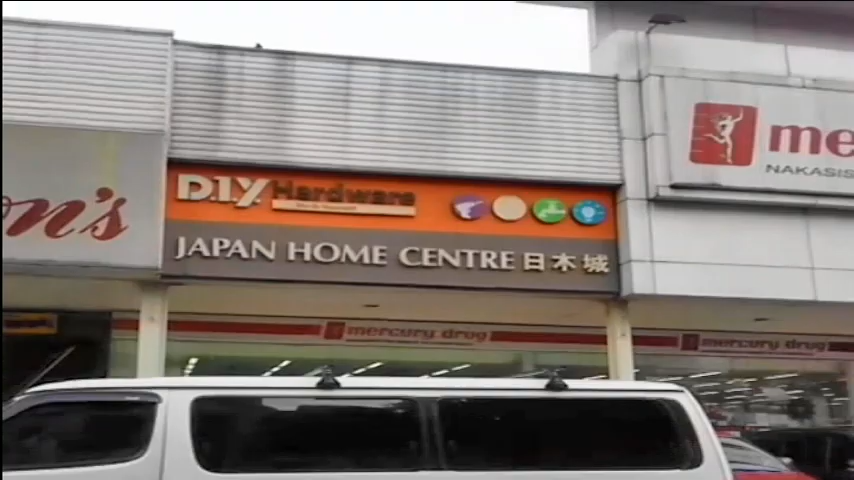 on's
D.I.Y Hardware
JAPAN HOME CENTRE 日本城
me
NAKASIS
mercury drug
mercury drug